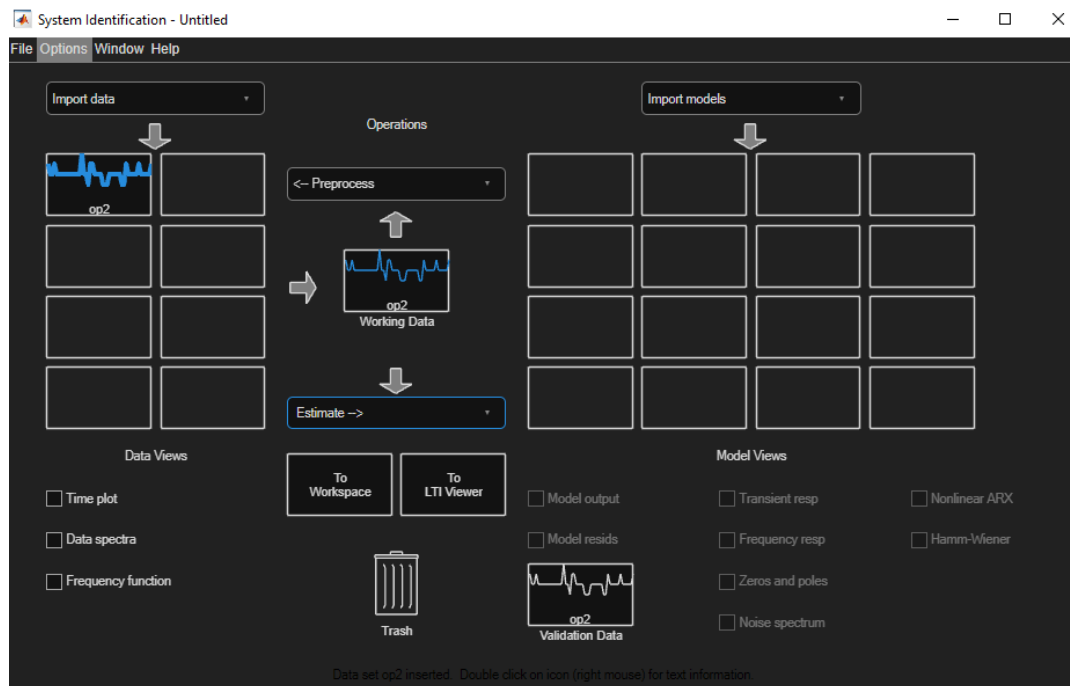 System Identification - Untitled
File Options Window Help
Import data
Import models
Operations
op2
<-- Preprocess
op2
Working Data
Estimate -->
Data Views
Model Views
To
Workspace
To
LTI Viewer
Time plot
Model output
Transient resp
Nonlinear ARX
Data spectra
Model resids
Frequency resp
Hamm-Wiener
Frequency function
Zeros and poles
op2
Noise spectrum
Trash
Validation Data
Data set op2 inserted. Double click on icon (right mouse) for text information.